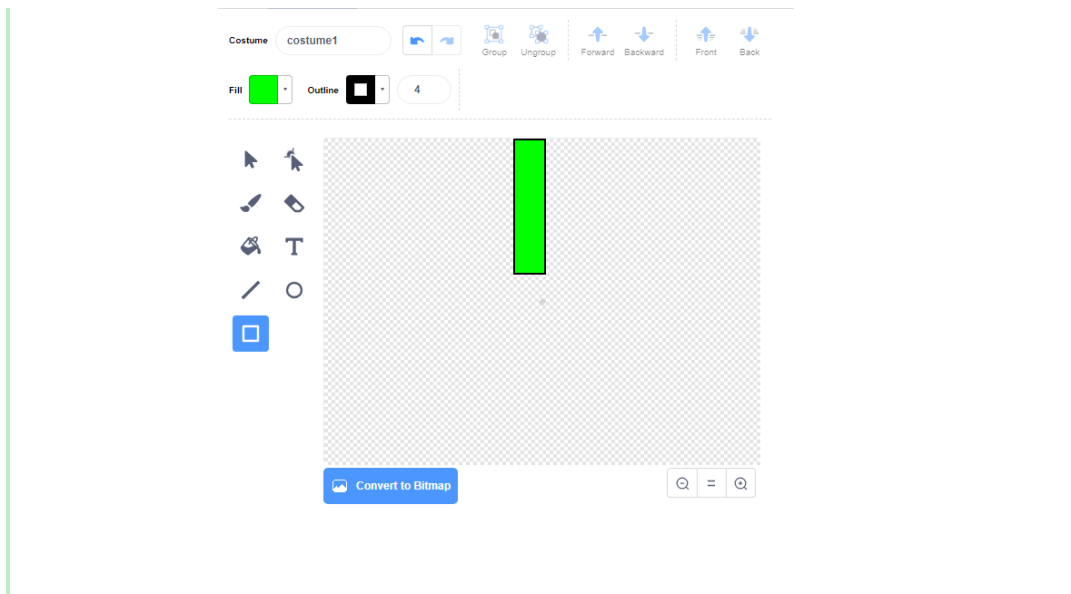 Costume costume1
Group Ungroup Forward Backward Front Back
Fill Outline 4
T
Convert to Bitmap